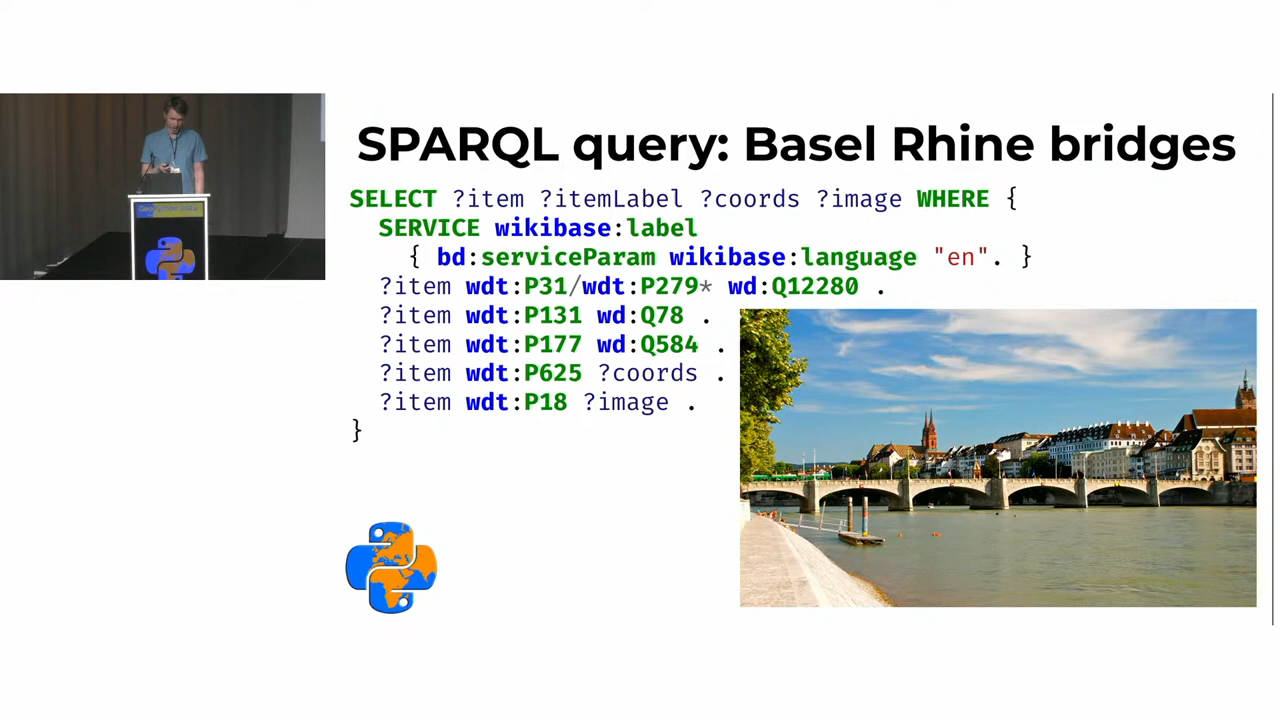 SPARQL query: Basel Rhine bridges
SELECT ?item ?itemLabel ?coords ?image WHERE {
SERVICE wikibase:label
{ bd:serviceParam wikibase:language "en". }
?item wdt:P31/wdt:P279* wd:Q12280 .
?item wdt:P131 wd:Q78 .
?item wdt:P177 wd:Q584 .
?item wdt:P625 ?coords .
?item wdt:P18 ?image .
}